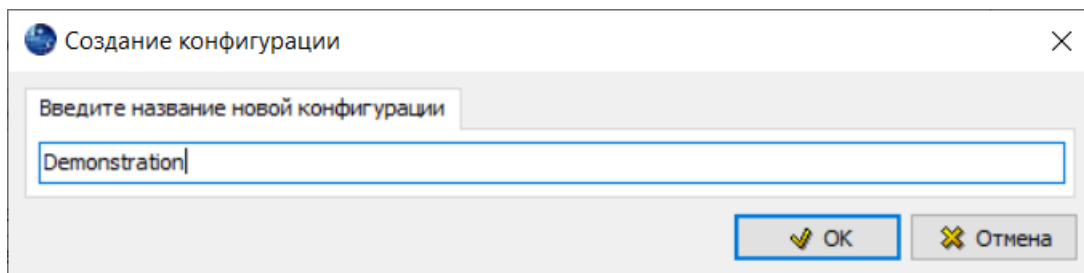 Создание конфигурации
Введите название новой конфигурации
Demonstration
OK Отмена